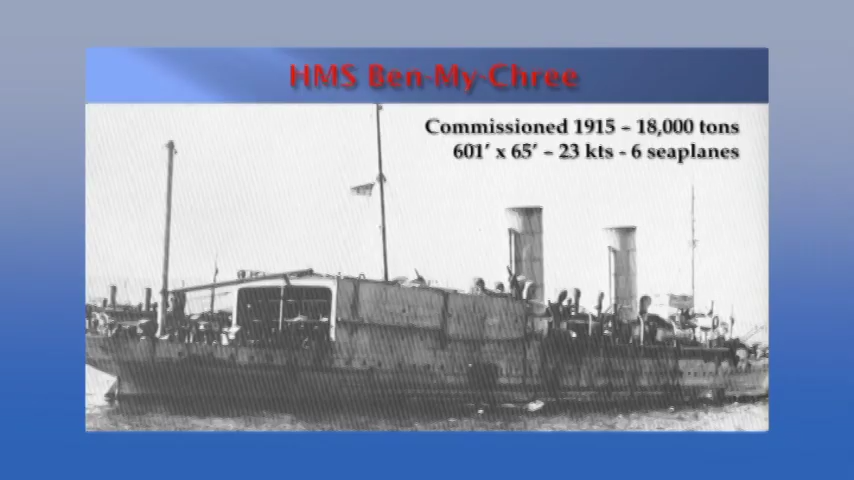 HMS Ben-My-Chree
Commissioned 1915 – 18,000 tons
601’ x 65’ – 23 kts - 6 seaplanes